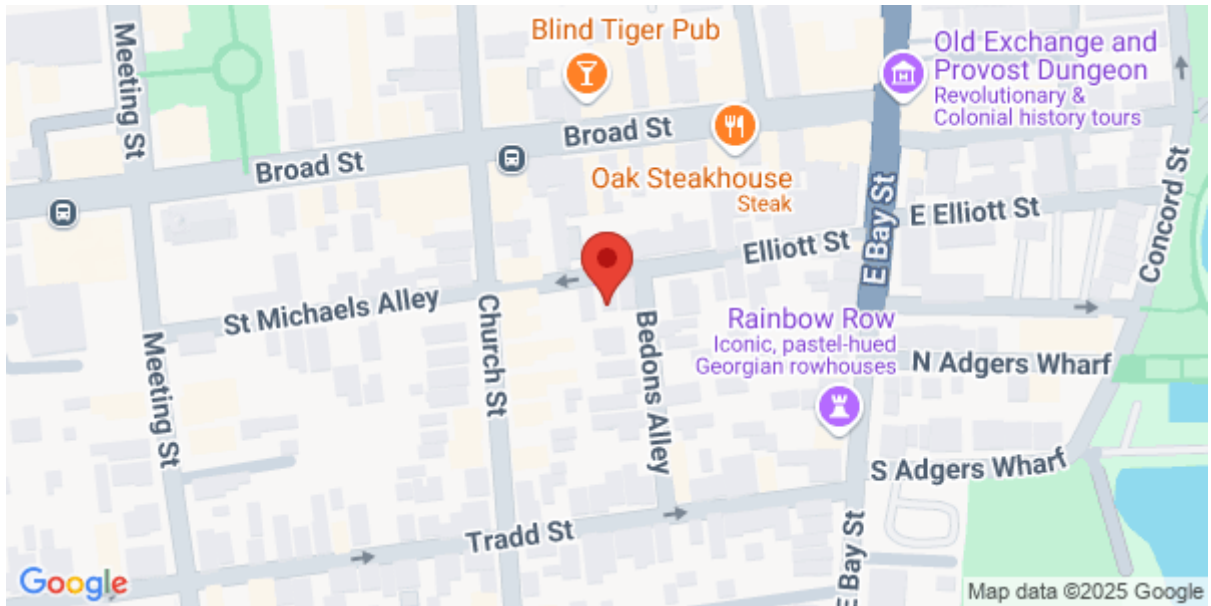 Blind Tiger Pub
Old Exchange and
Provost Dungeon
Revolutionary &
Colonial history tours
Meeting St
Broad St
Broad St
Oak Steakhouse
Steak
Concord St
E Elliott St
Elliott St
E Bay St
St Michaels Alley
Church St
Bedons Alley
Rainbow Row
Iconic, pastel-hued
Georgian rowhouses
N Adgers Wharf
Meeting St
S Adgers Wharf
Tradd St
E Bay St
Google
Map data ©2025 Google